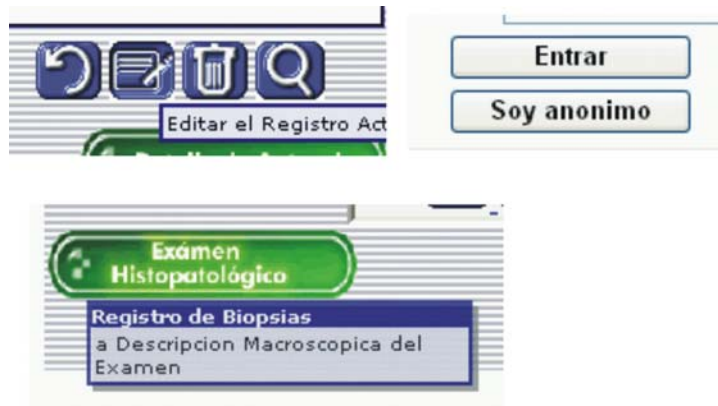 Editar el Registro Act
Entrar
Soy anonimo
Exámen
Histopatológico
Registro de Biopsias
a Descripcion Macroscopica del
Examen